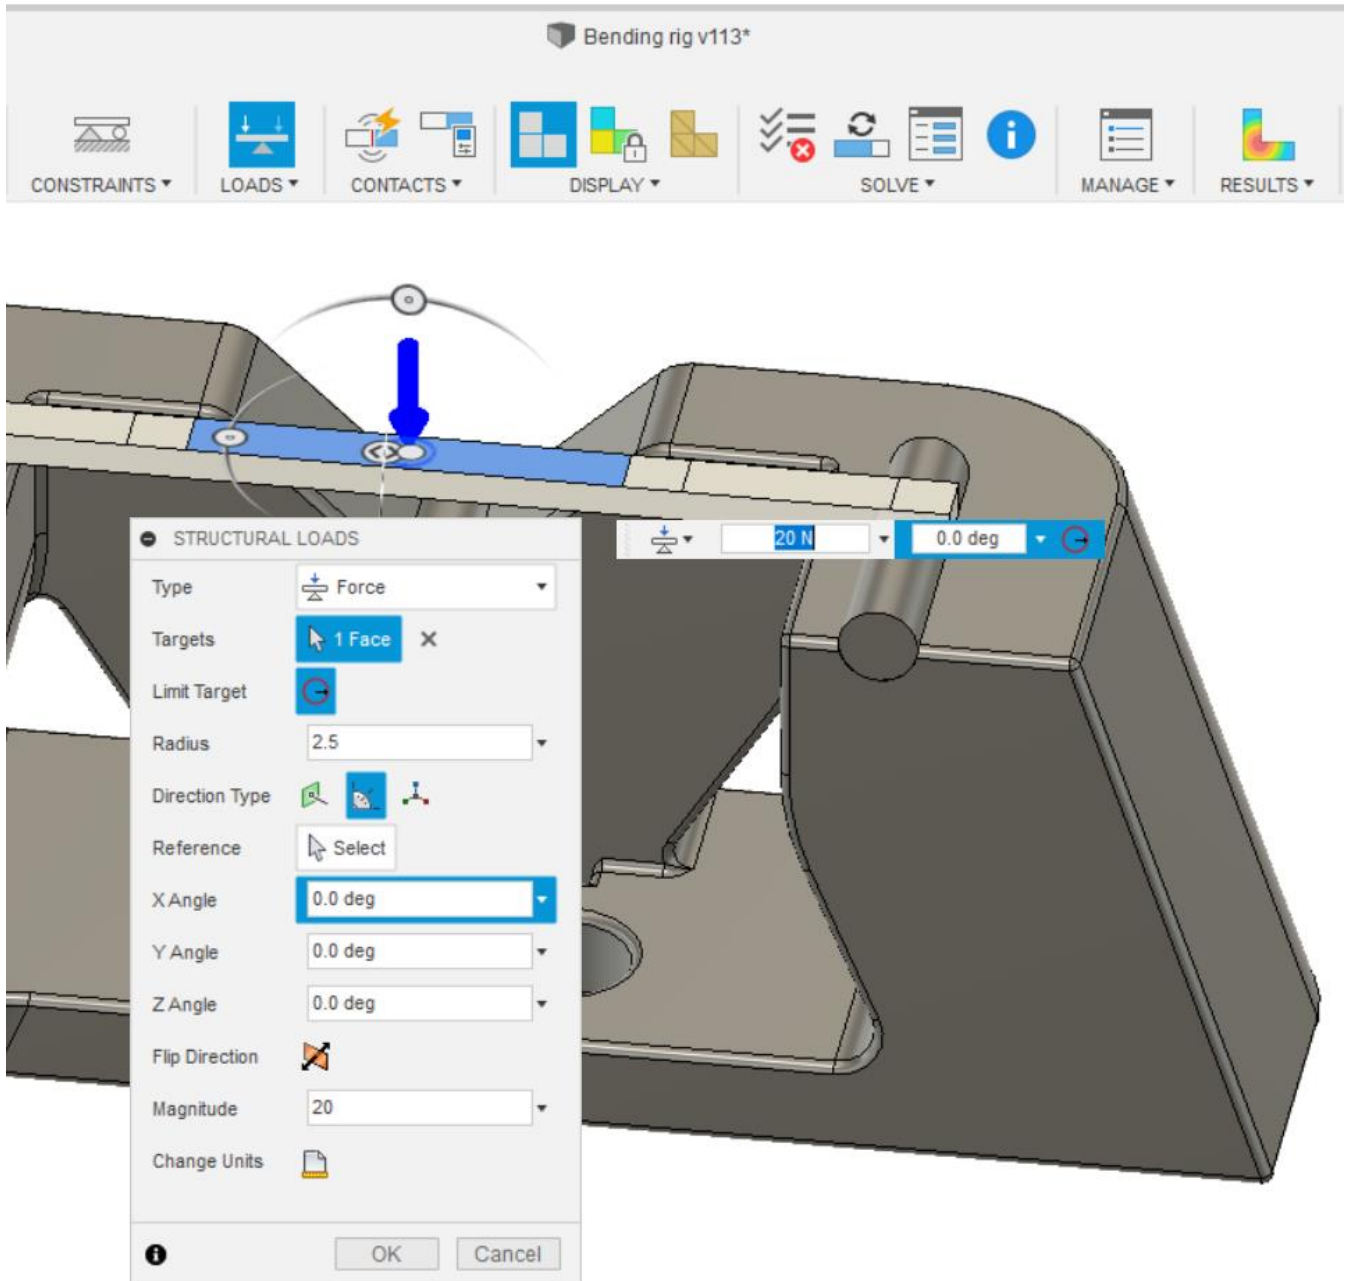 Bending rig v113*
CONSTRAINTS
LOADS
CONTACTS
DISPLAY
SOLVE
MANAGE
RESULTS
STRUCTURAL LOADS
20 N
0.0 deg
Type
Force
Targets
1 Face
Limit Target
Radius
2.5
Direction Type
Reference
Select
X Angle
0.0 deg
Y Angle
0.0 deg
Z Angle
0.0 deg
Flip Direction
Magnitude
20
Change Units
OK
Cancel